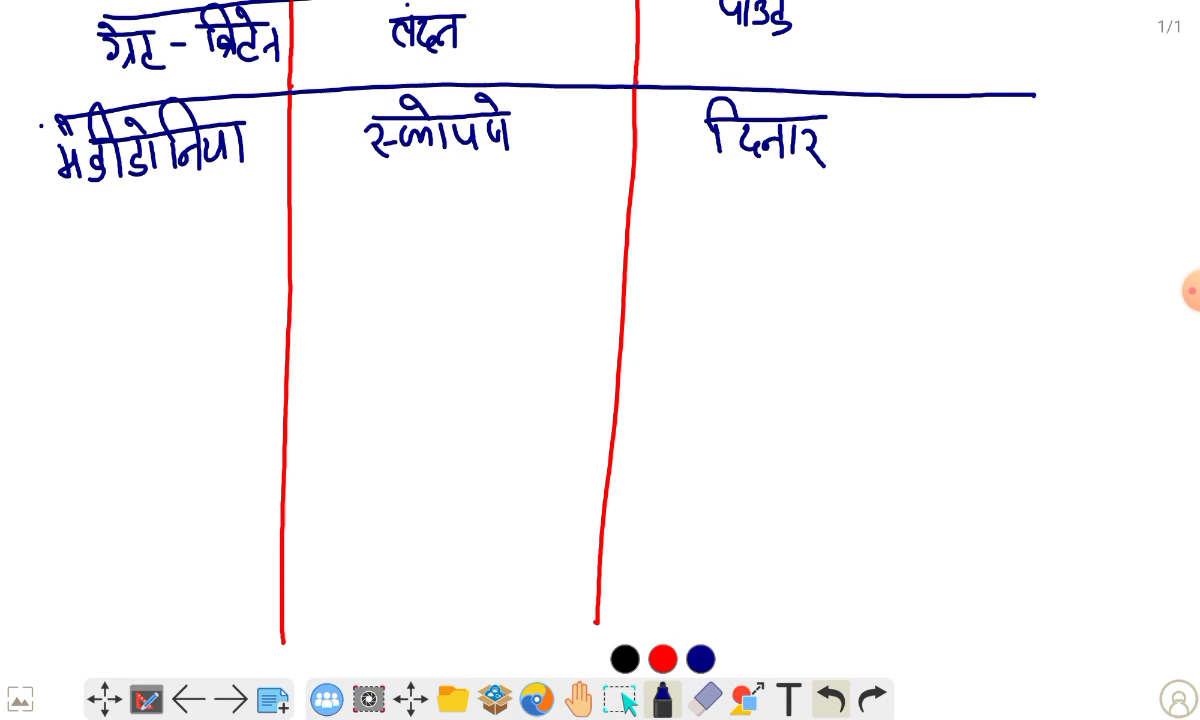 ग्रेट - ब्रिटेन लंदन पाउंड
मैसीडोनिया स्कोपजे दिनार
1/1
T